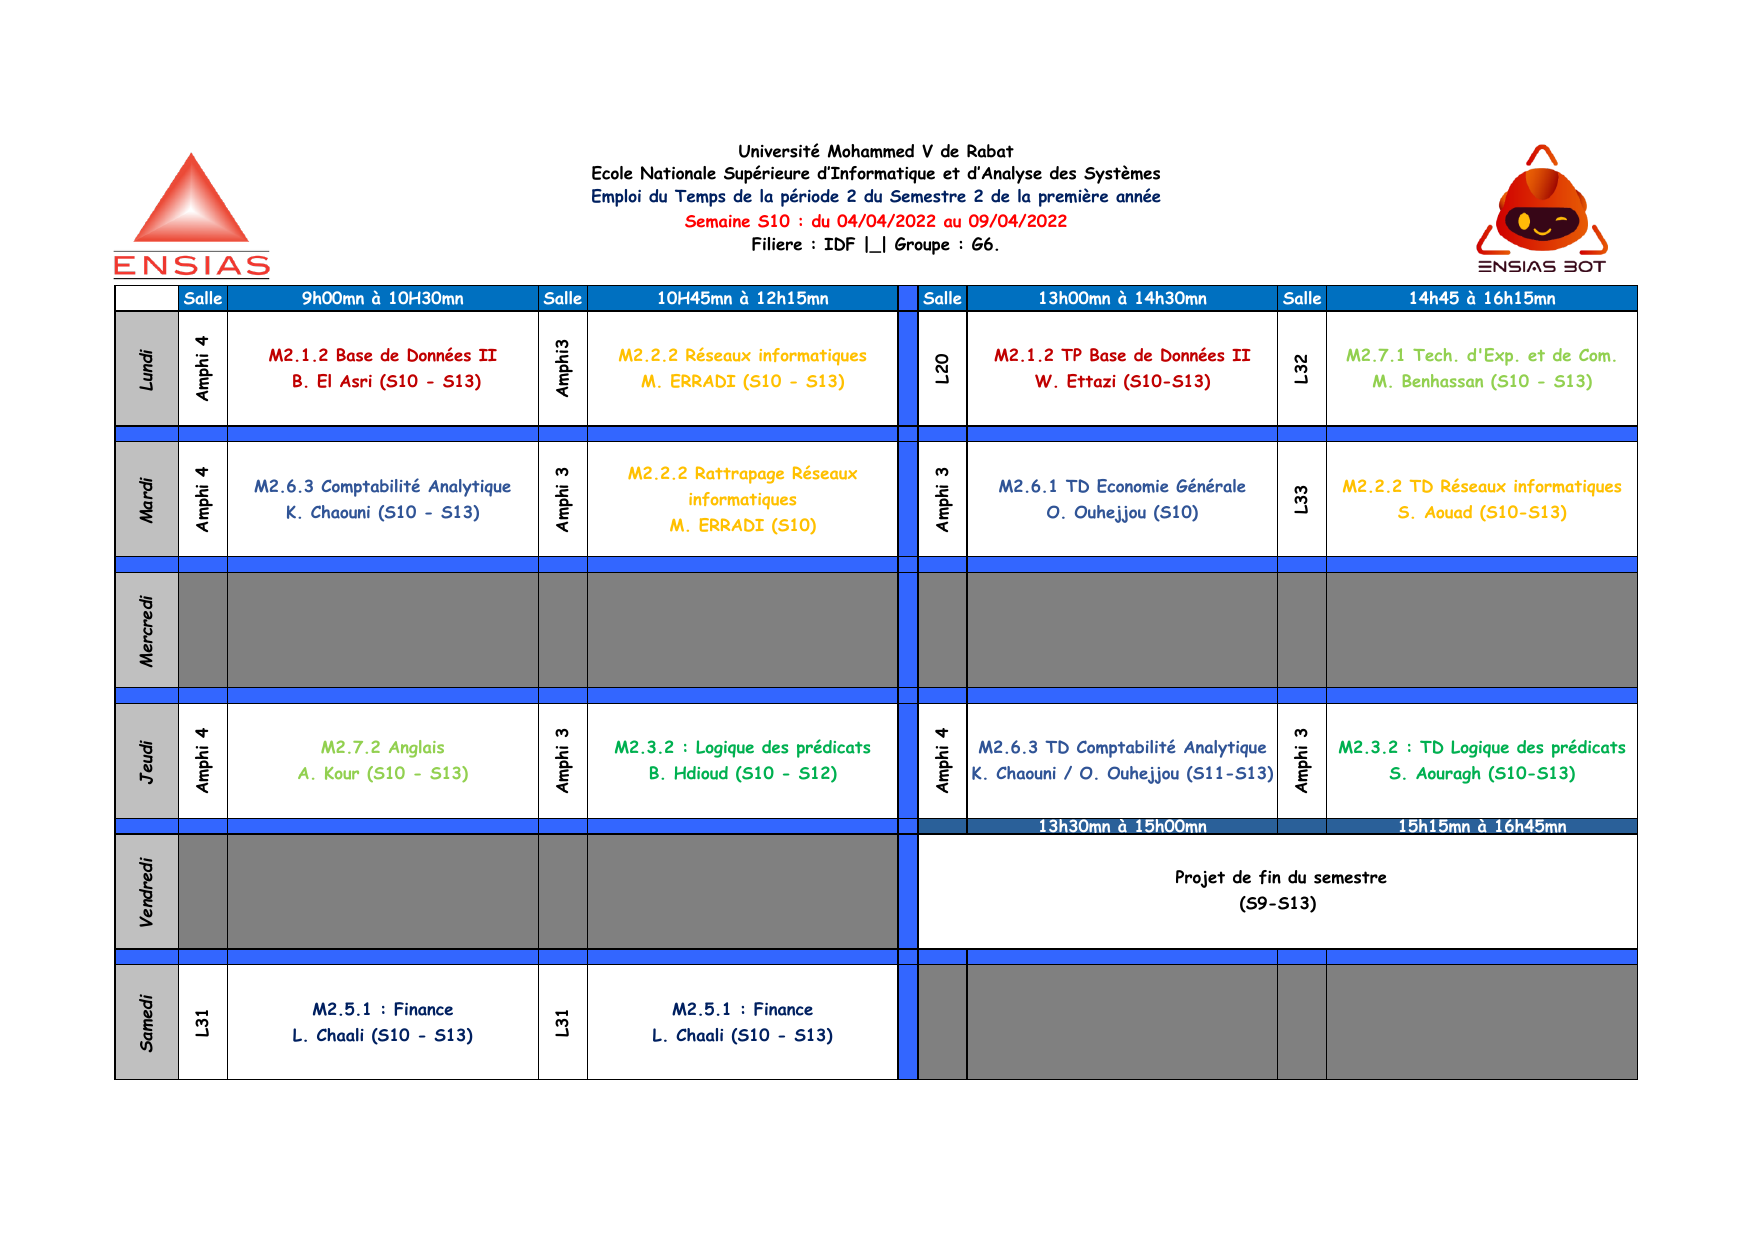 Université Mohammed V de Rabat
Ecole Nationale Supérieure d’Informatique et d’Analyse des Systèmes
Emploi du Temps de la période 2 du Semestre 2 de la première année
Semaine S10 : du 04/04/2022 au 09/04/2022
Filiere : IDF |_| Groupe : G6.
ENSIAS
ENSIAS BOT
Salle 9h00mn à 10H30mn Salle 10H45mn à 12h15mn Salle 13h00mn à 14h30mn Salle 14h45 à 16h15mn
Lundi
Amphi 4
M2.1.2 Base de Données II
B. El Asri (S10 - S13)
Amphi3
M2.2.2 Réseaux informatiques
M. ERRADI (S10 - S13)
L20
M2.1.2 TP Base de Données II
W. Ettazi (S10-S13)
L32
M2.7.1 Tech. d'Exp. et de Com.
M. Benhassan (S10 - S13)
Mardi
Amphi 4
M2.6.3 Comptabilité Analytique
K. Chaouni (S10 - S13)
Amphi 3
M2.2.2 Rattrapage Réseaux
informatiques
M. ERRADI (S10)
Amphi 3
M2.6.1 TD Economie Générale
O. Ouhejjou (S10)
L33
M2.2.2 TD Réseaux informatiques
S. Aouad (S10-S13)
Mercredi
Jeudi
Amphi 4
M2.7.2 Anglais
A. Kour (S10 - S13)
Amphi 3
M2.3.2 : Logique des prédicats
B. Hdioud (S10 - S12)
Amphi 4
M2.6.3 TD Comptabilité Analytique
K. Chaouni / O. Ouhejjou (S11-S13)
Amphi 3
M2.3.2 : TD Logique des prédicats
S. Aouragh (S10-S13)
13h30mn à 15h00mn 15h15mn à 16h45mn
Vendredi
Projet de fin du semestre
(S9-S13)
Samedi
L31
M2.5.1 : Finance
L. Chaali (S10 - S13)
L31
M2.5.1 : Finance
L. Chaali (S10 - S13)